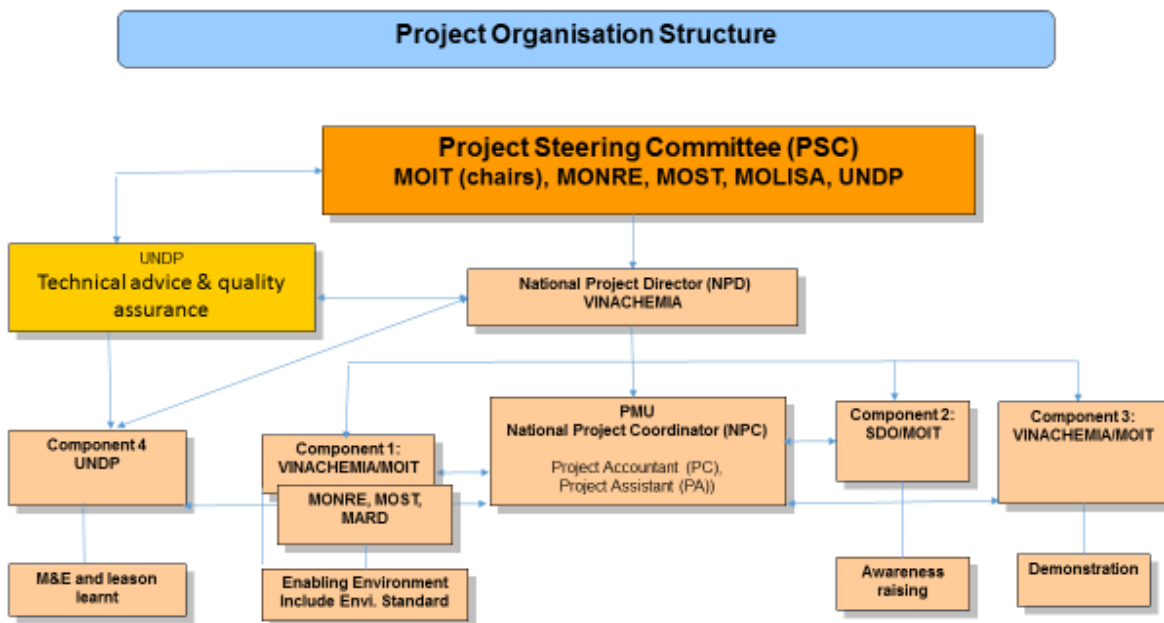 Project Organisation Structure
Project Steering Committee (PSC)
MOIT (chairs), MONRE, MOST, MOLISA, UNDP
UNDP
Technical advice & quality
assurance
National Project Director (NPD)
VINACHEMIA
Component 4
UNDP
Component 1:
VINACHEMIA/MOIT
MONRE, MOST,
MARD
PMU
National Project Coordinator (NPC)
Project Accountant (PC),
Project Assistant (PA))
Component 2:
SDO/MOIT
Component 3:
VINACHEMIA/MOIT
M&E and leason
learnt
Enabling Environment
Include Envi. Standard
Awareness
raising
Demonstration